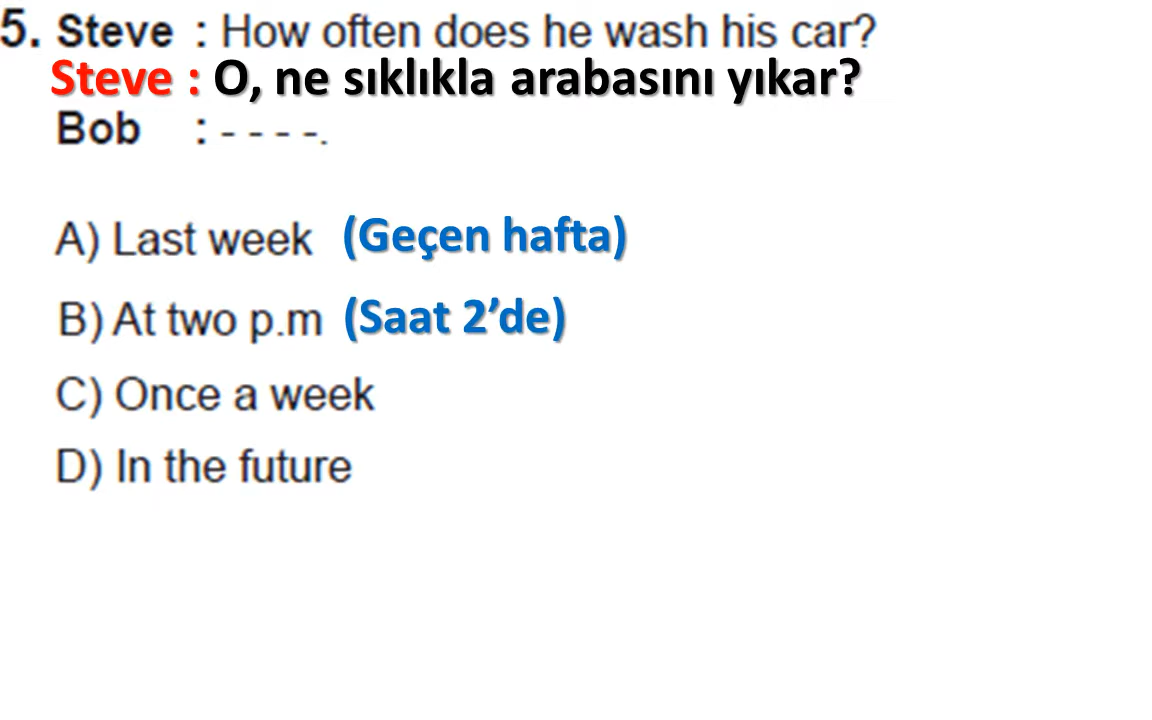 5. Steve : How often does he wash his car?
Steve : O, ne sıklıkla arabasını yıkar?
Bob : - - - -.
A) Last week (Geçen hafta)
B) At two p.m (Saat 2’de)
C) Once a week
D) In the future